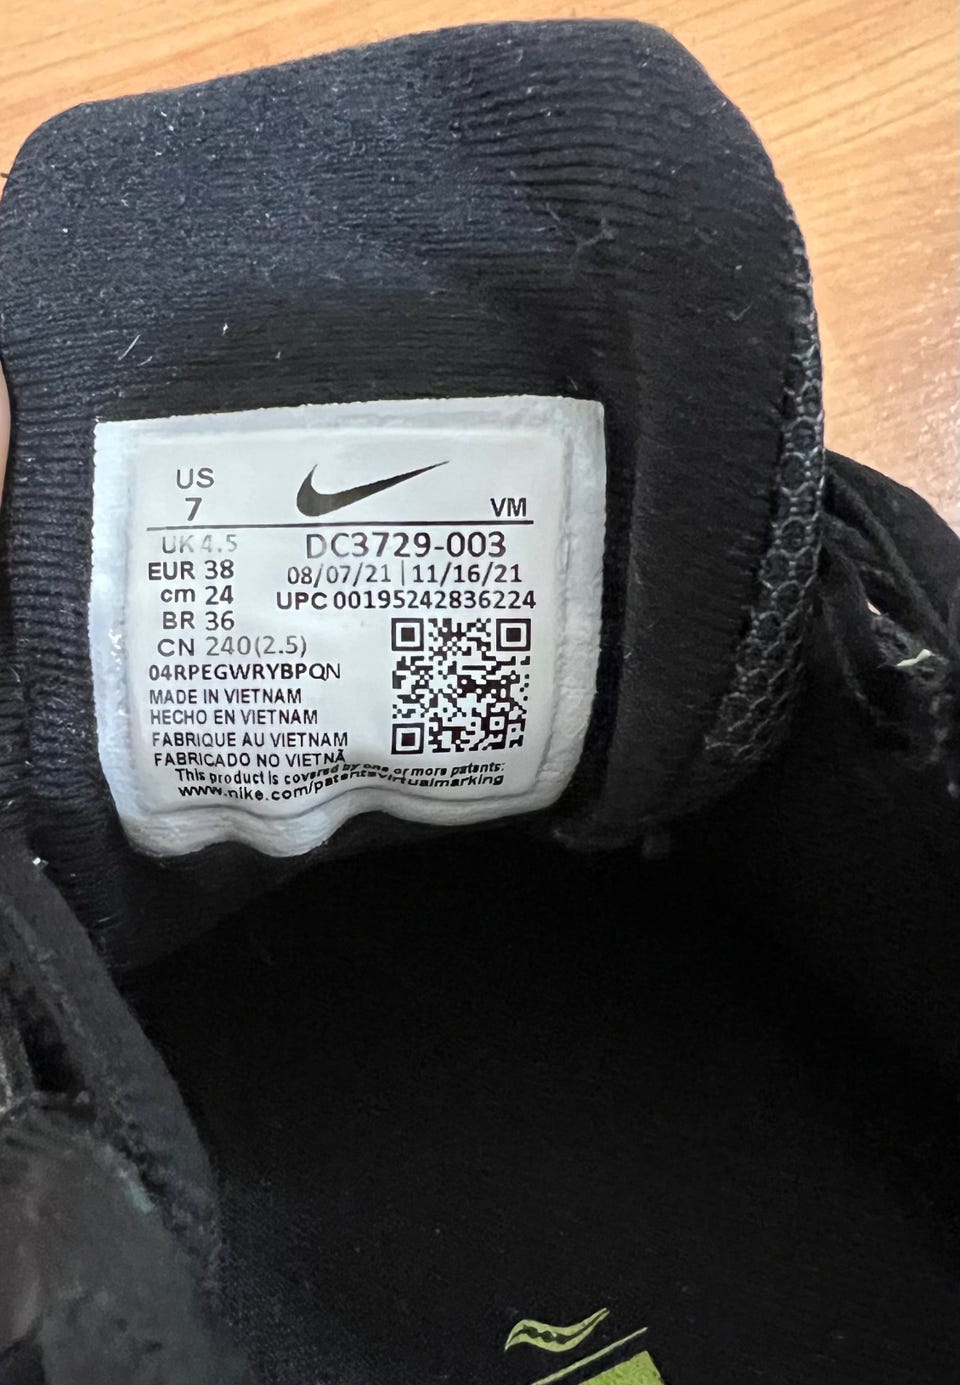 US
7
VM
UK 4.5
DC3729-003
EUR 38
08/07/21 | 11/16/21
cm 24
UPC 00195242836224
BR 36
CN 240(2.5)
04RPEGWRYBPQN
MADE IN VIETNAM
HECHO EN VIETNAM
FABRIQUE AU VIETNAM
FABRICADO NO VIETNÃ
This product is covered by one or more patents:
www.nike.com/patentsvirtualmarking